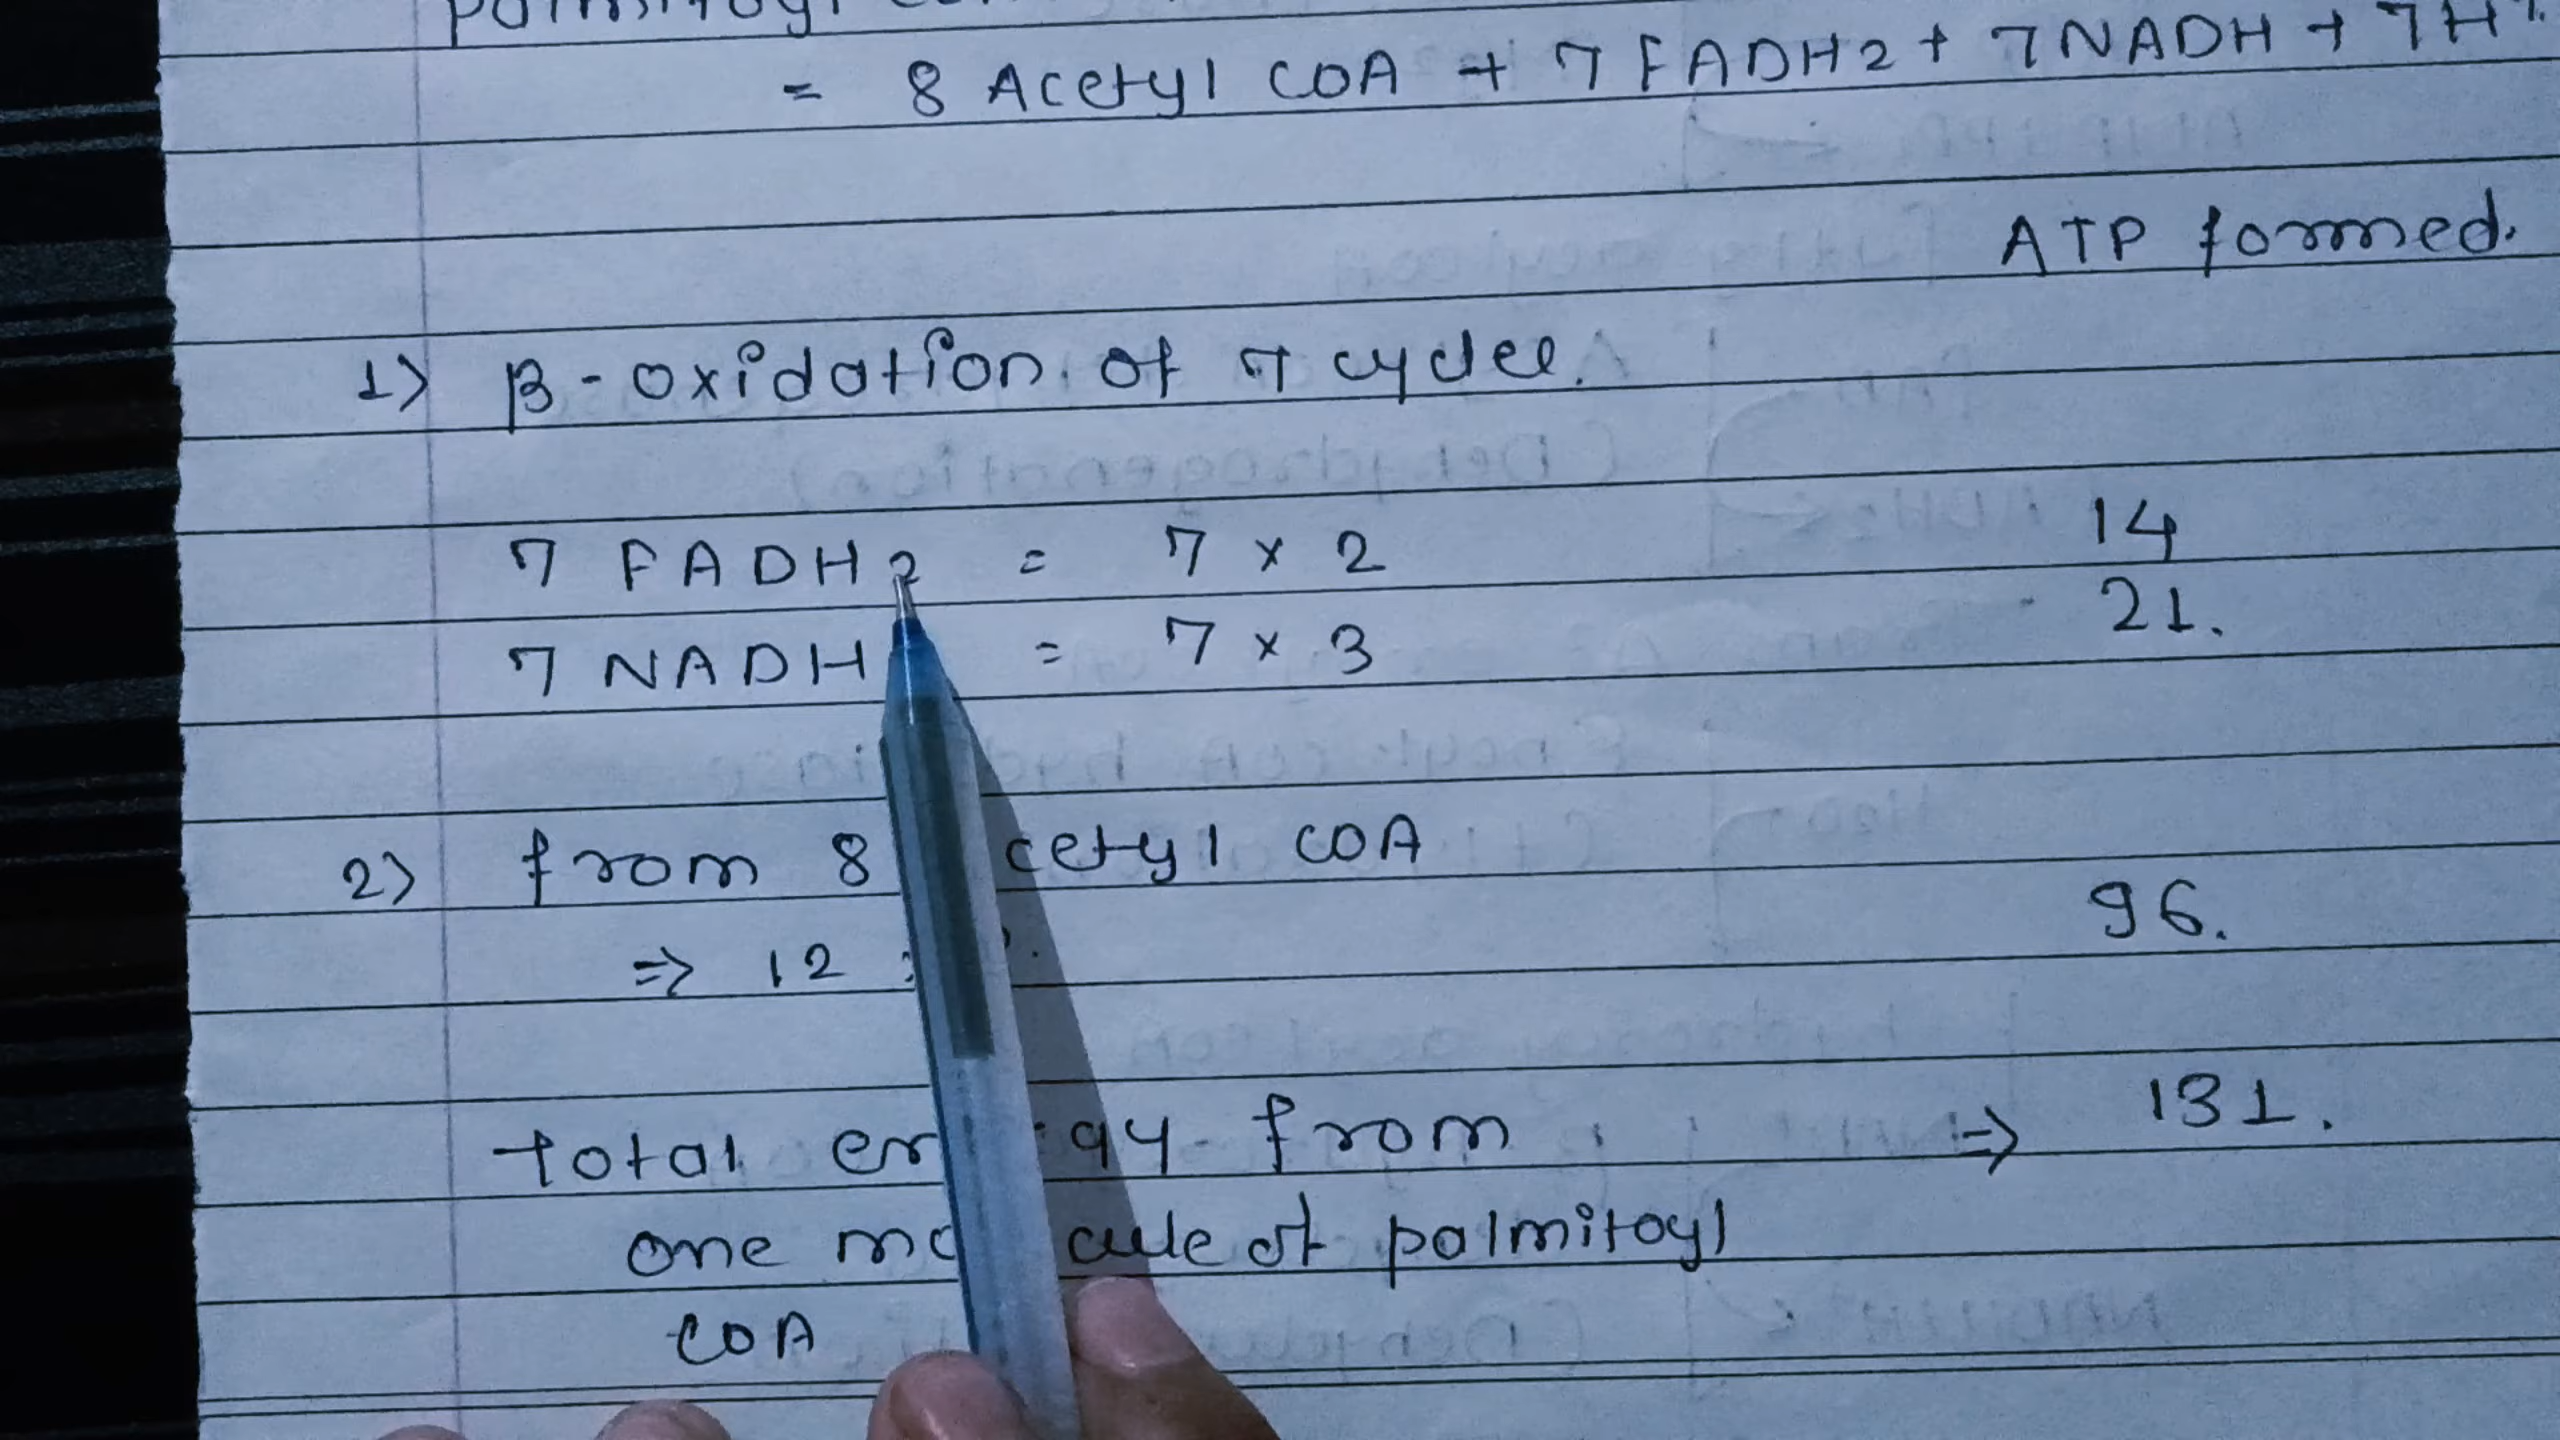 = 8 Acetyl COA + 7 FADH2 + 7NADH + 7H+.
ATP formed.
1) β-oxidation of 7 cycle.
7 FADH2 = 7 x 2 14
7 NADH = 7 x 3 21.
2) from 8 cetyl COA
96.
=> 12
total from => 131.
one of palmitoyl
COA